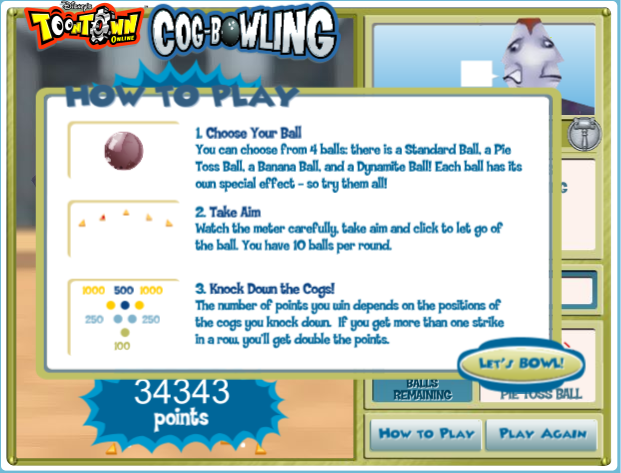 Disney's
TOONTOWN
ONLINE
COG-BOWLING
HOW TO PLAY
1. Choose Your Ball
You can choose from 4 balls: there is a Standard Ball, a Pie
Toss Ball, a Banana Ball, and a Dynamite Ball! Each ball has its
own special effect - so try them all!
2. Take Aim
Watch the meter carefully, take aim and click to let go of
the ball. You have 10 balls per round.
1000 500 1000
250 250
100
3. Knock Down the Cogs!
The number of points you win depends on the positions of
the cogs you knock down. If you get more than one strike
in a row, you'll get double the points.
LET'S BOWL!
34343
points
BALLS
REMAINING
PIE TOSS BALL
HOW TO PLAY
PLAY AGAIN